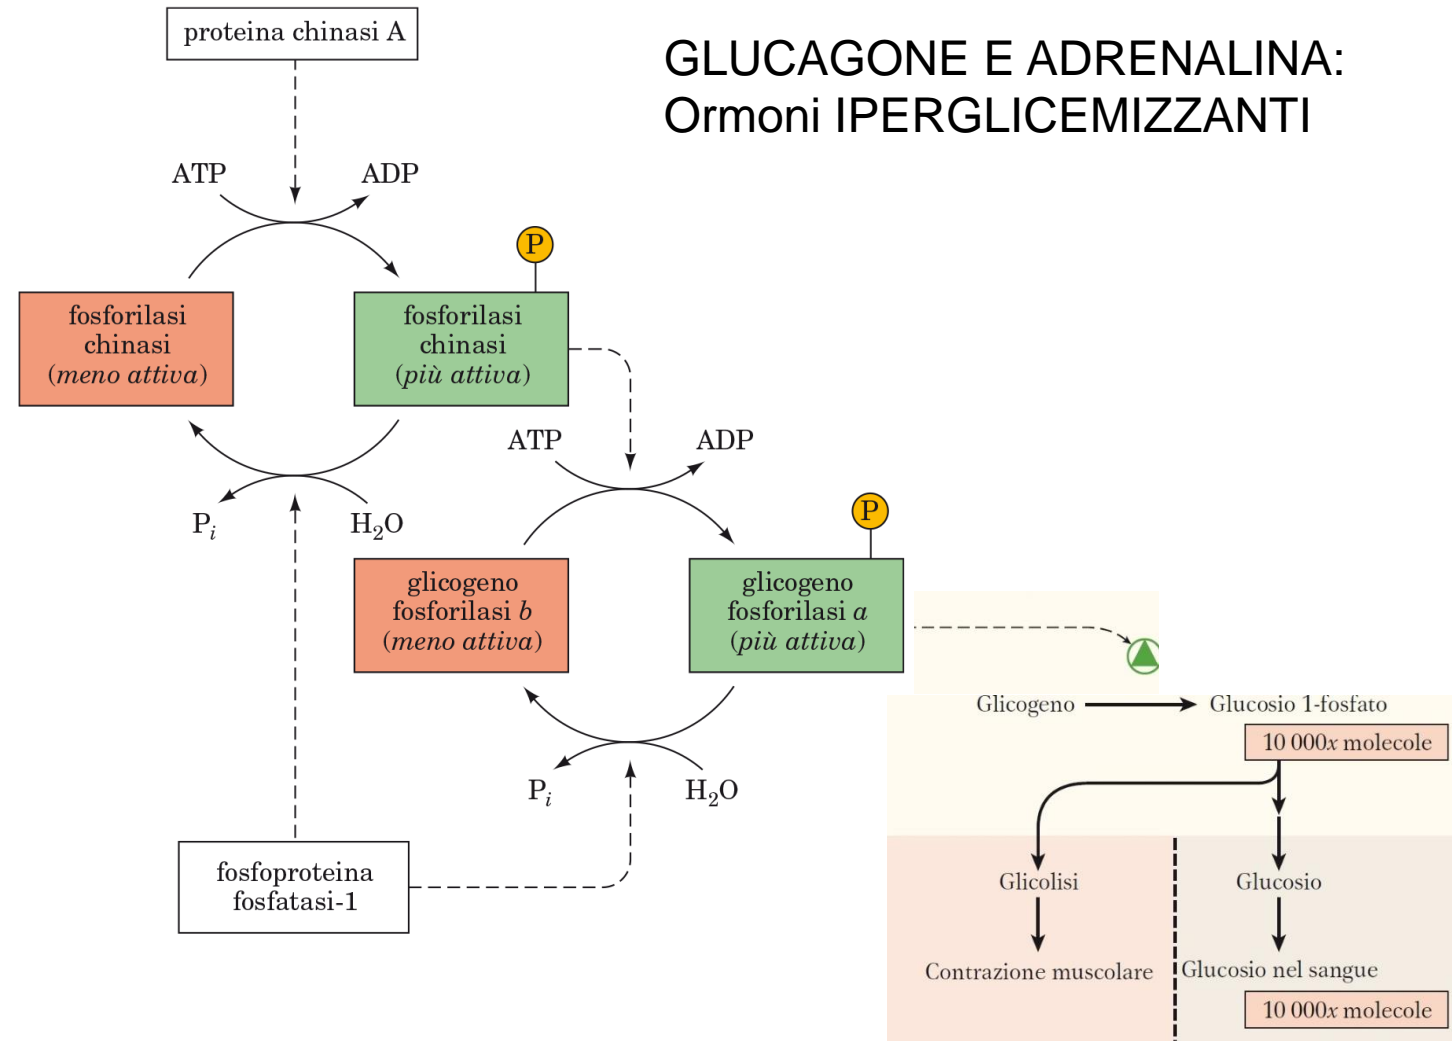 proteina chinasi A
GLUCAGONE E ADRENALINA:
Ormoni IPERGLICEMIZZANTI
ATP
ADP
P
fosforilasi
chinasi
(meno attiva)
fosforilasi
chinasi
(più attiva)
ATP
ADP
Pi
H2O
P
glicogeno
fosforilasi b
(meno attiva)
glicogeno
fosforilasi a
(più attiva)
Glicogeno
Glucosio 1-fosfato
10 000x molecole
Pi
H2O
fosfoproteina
fosfatasi-1
Glicolisi
Glucosio
Contrazione muscolare
Glucosio nel sangue
10 000x molecole